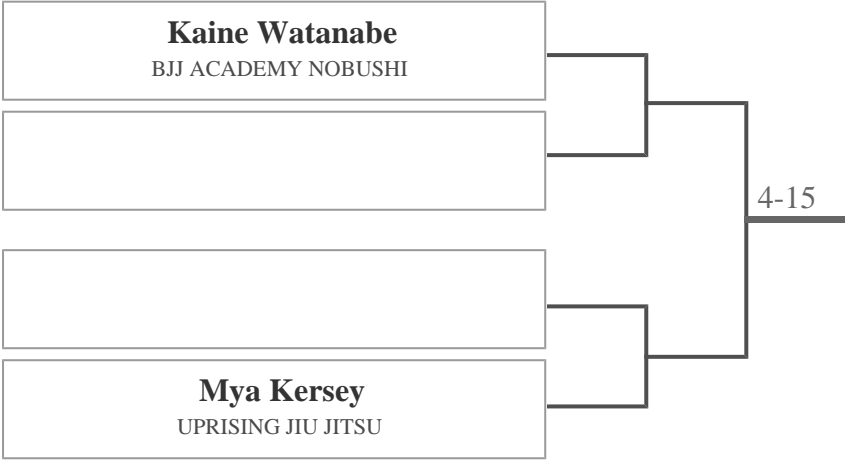 Kaine Watanabe
BJJ ACADEMY NOBUSHI
4-15
Mya Kersey
UPRISING JIU JITSU